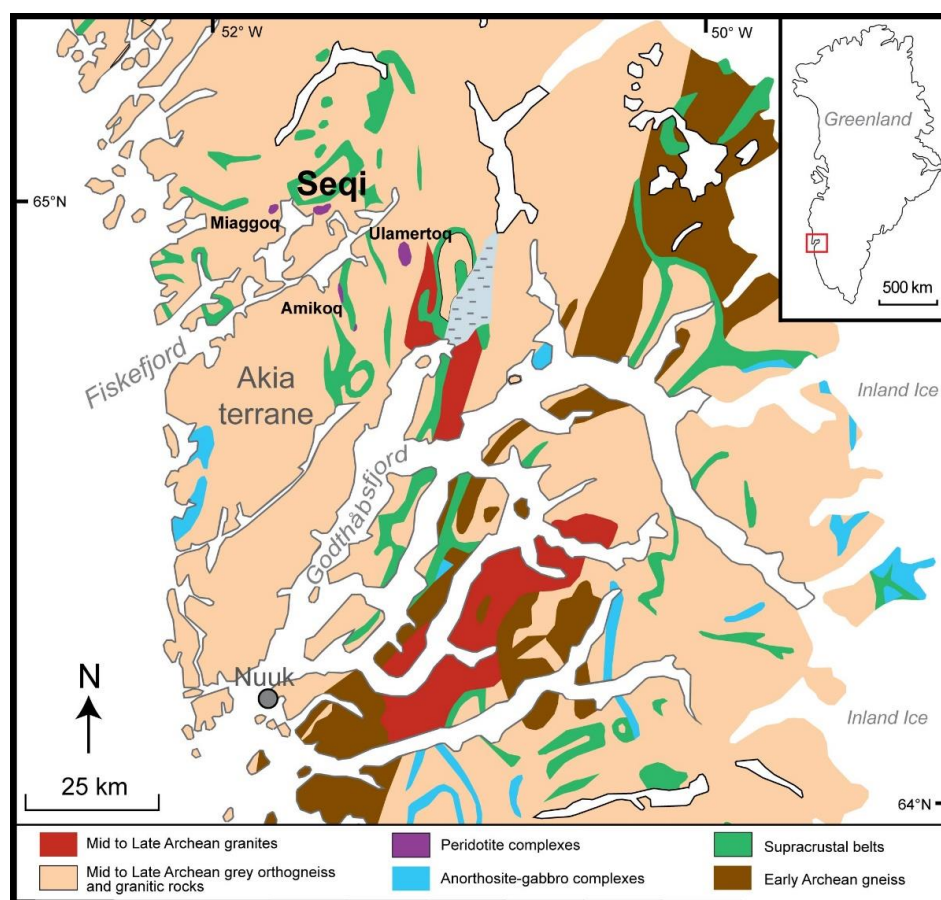 52° W
50° W
Greenland
500 km
65°N
Seqi
Miaggoq
Ulamertoq
Amikoq
Fiskefjord
Akia
terrane
Inland Ice
Godthåbsfjord
Nuuk
N
Inland Ice
25 km
64°N
Mid to Late Archean granites
Peridotite complexes
Supracrustal belts
Mid to Late Archean grey orthogneiss
and granitic rocks
Anorthosite-gabbro complexes
Early Archean gneiss